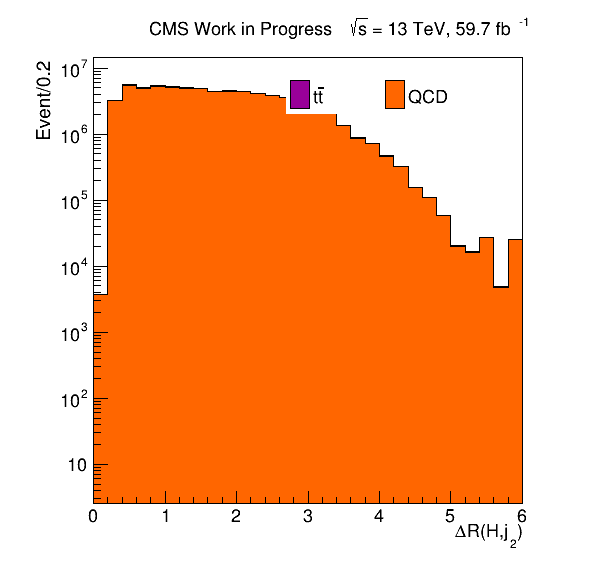 CMS Work in Progress √s = 13 TeV, 59.7 fb⁻¹
Event/0.2
tt̄ QCD
10⁷
10⁶
10⁵
10⁴
10³
10²
10
0 1 2 3 4 5 6
ΔR(H,j₂)